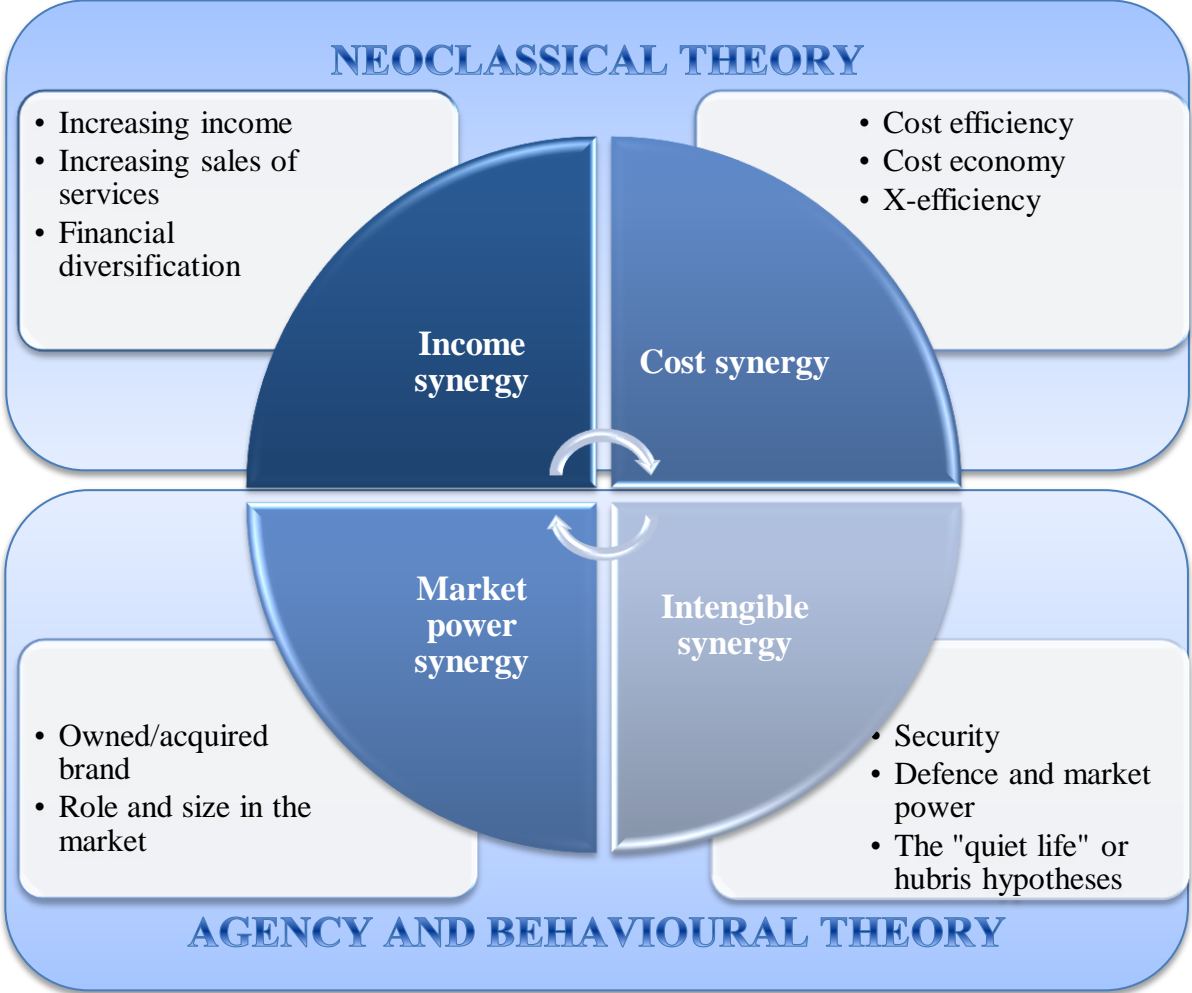 NEOCLASSICAL THEORY
• Increasing income
• Increasing sales of
services
• Financial
diversification
• Cost efficiency
• Cost economy
• X-efficiency
Income
synergy
Cost synergy
Market
power
synergy
Intengible
synergy
• Owned/acquired
brand
• Role and size in the
market
• Security
• Defence and market
power
• The "quiet life" or
hubris hypotheses
AGENCY AND BEHAVIOURAL THEORY